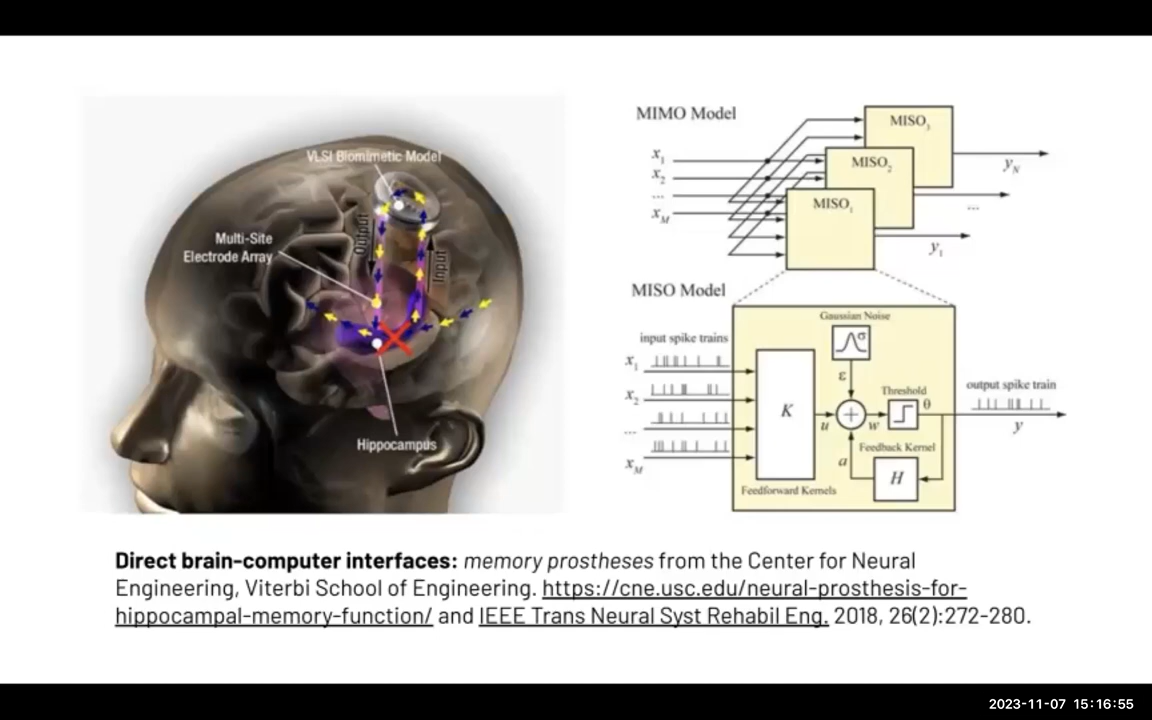 VLSI Biomimetic Model
Multi-Site
Electrode Array
Output
Input
Hippocampus
MIMO Model
x₁
x₂
...
x_M
MISO₃
MISO₂
MISO₁
y_N
...
y₁
MISO Model
input spike trains
x₁
x₂
...
x_M
K
Feedforward Kernels
Gaussian Noise
σ
ε
u
w
a
Threshold
θ
Feedback Kernel
H
output spike train
y
Direct brain-computer interfaces: memory prostheses from the Center for Neural
Engineering, Viterbi School of Engineering. https://cne.usc.edu/neural-prosthesis-for-
hippocampal-memory-function/ and IEEE Trans Neural Syst Rehabil Eng. 2018, 26(2):272-280.
2023-11-07 15:16:55